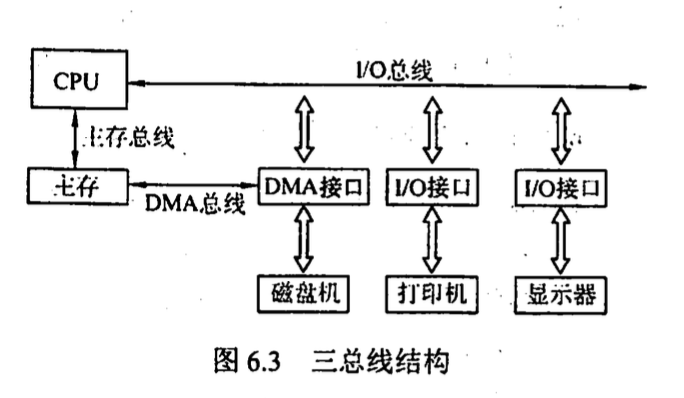 I/O总线
CPU
主存总线
主存
DMA总线
DMA接口
I/O接口
I/O接口
磁盘机
打印机
显示器
图 6.3 三总线结构